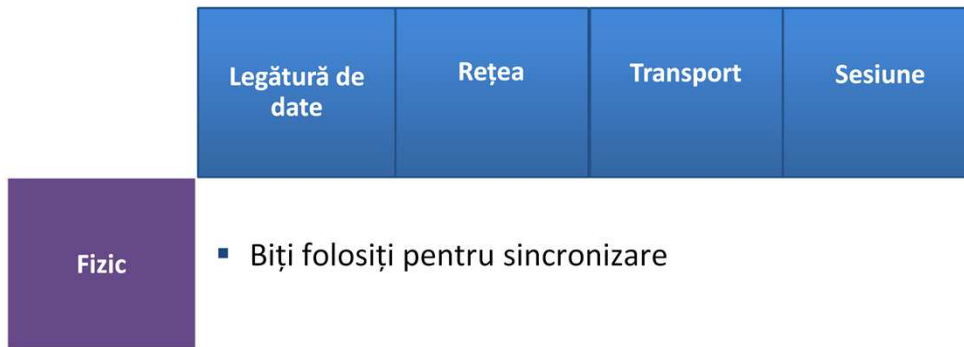 Legătură de
date
Rețea
Transport
Sesiune
Fizic
Biți folosiți pentru sincronizare